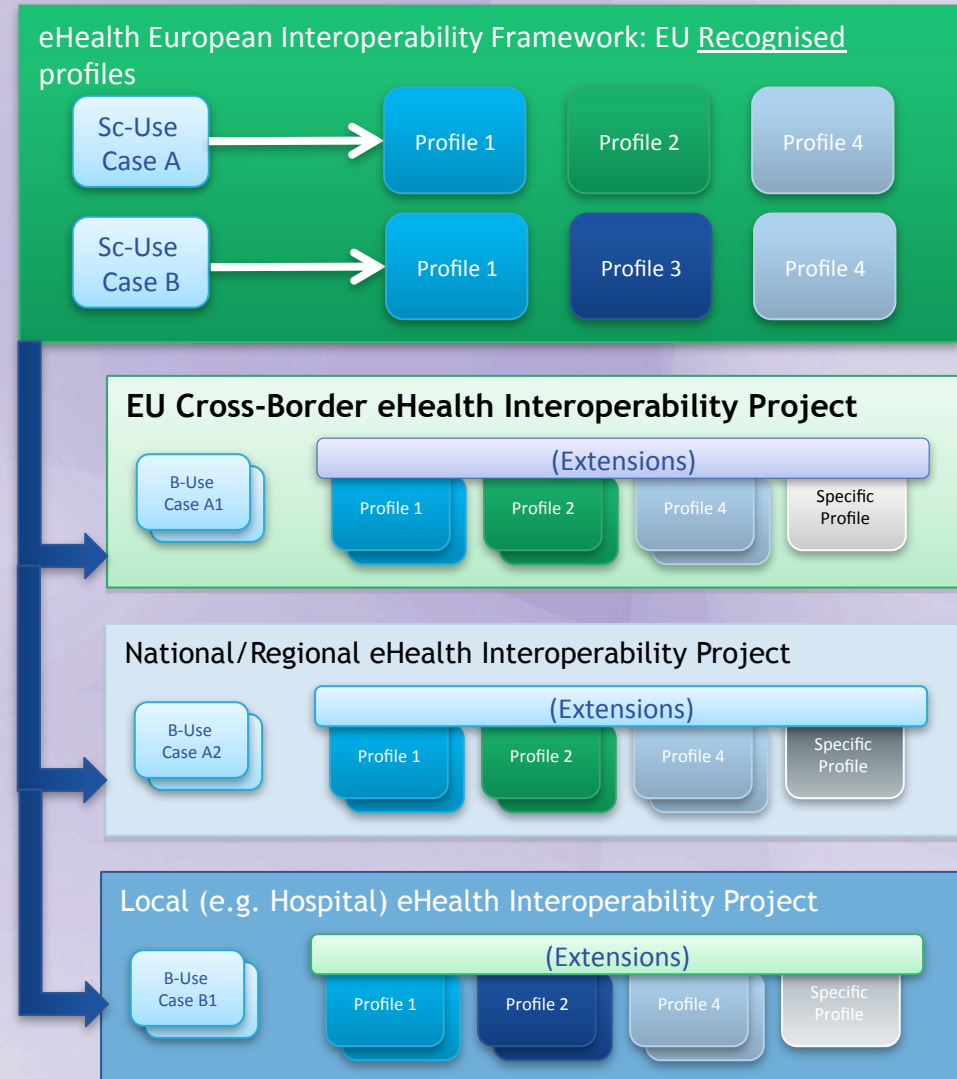 eHealth European Interoperability Framework: EU Recognised
profiles
Sc-Use
Case A
Profile 1
Profile 2
Profile 4
Sc-Use
Case B
Profile 1
Profile 3
Profile 4
EU Cross-Border eHealth Interoperability Project
(Extensions)
B-Use
Case A1
Profile 1
Profile 2
Profile 4
Specific
Profile
National/Regional eHealth Interoperability Project
(Extensions)
B-Use
Case A2
Profile 1
Profile 2
Profile 4
Specific
Profile
Local (e.g. Hospital) eHealth Interoperability Project
(Extensions)
B-Use
Case B1
Profile 1
Profile 2
Profile 4
Specific
Profile